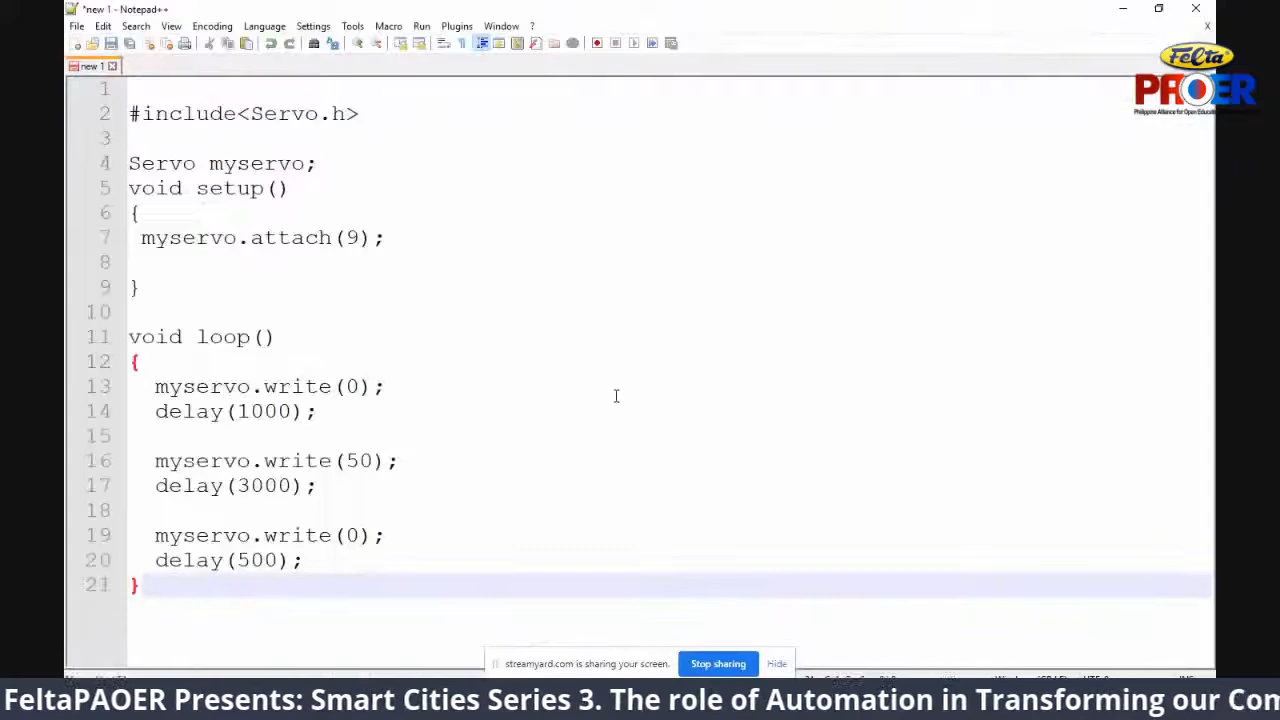 *new 1 - Notepad++
File Edit Search View Encoding Language Settings Tools Macro Run Plugins Window ? X
new 1
FeLTa
PAOER
1
2 #include<Servo.h>
3
4 Servo myservo;
5 void setup()
6 {
7 myservo.attach(9);
8
9 }
10
11 void loop()
12 {
13 myservo.write(0);
14 delay(1000);
15
16 myservo.write(50);
17 delay(3000);
18
19 myservo.write(0);
20 delay(500);
21 }
streamyard.com is sharing your screen. Stop sharing Hide
FeltaPAOER Presents: Smart Cities Series 3. The role of Automation in Transforming our Con